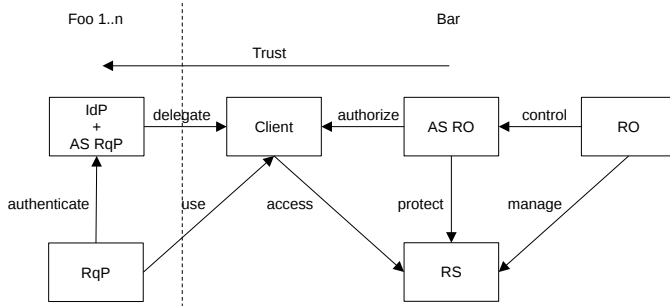 Foo 1..n
Bar
Trust
IdP
+
AS RqP
delegate
Client
authorize
AS RO
control
RO
authenticate
use
access
protect
manage
RqP
RS